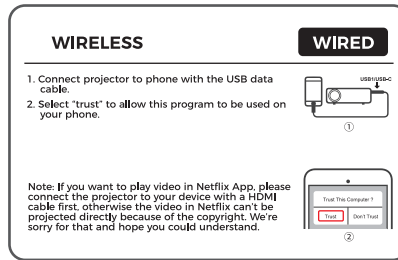 WIRELESS
WIRED
1. Connect projector to phone with the USB data
cable.
2. Select "trust" to allow this program to be used on
your phone.
USB1/USB-C
①
Note: If you want to play video in Netflix App, please
connect the projector to your device with a HDMI
cable first, otherwise the video in Netflix can't be
projected directly because of the copyright. We're
sorry for that and hope you could understand.
Trust This Computer ?
Trust
Don't Trust
②